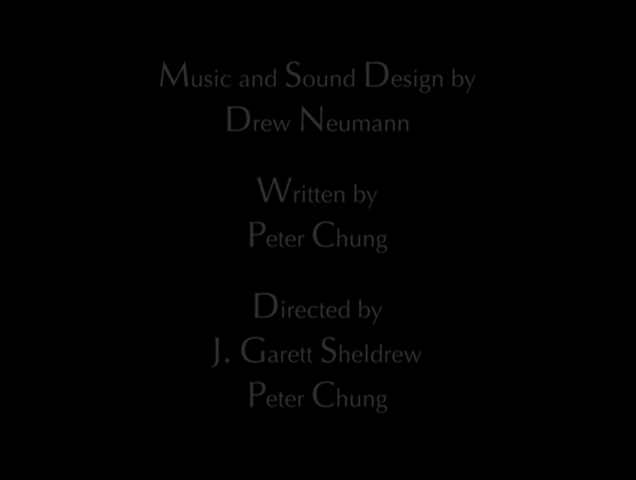 Music and Sound Design by
Drew Neumann
Written by
Peter Chung
Directed by
J. Garett Sheldrew
Peter Chung